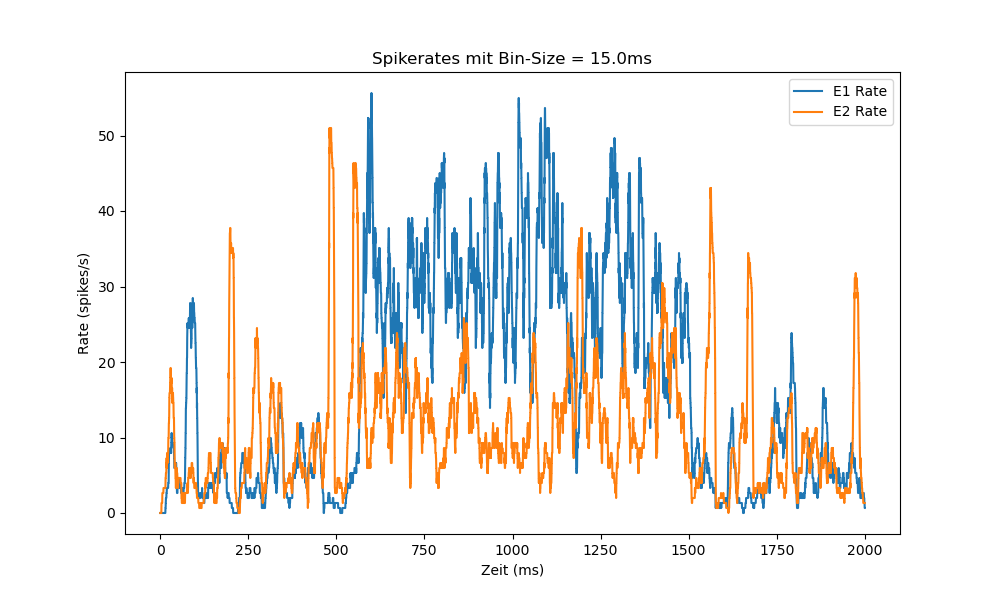 Spikerates mit Bin-Size = 15.0ms
E1 Rate
E2 Rate
Rate (spikes/s)
50
40
30
20
10
0
0 250 500 750 1000 1250 1500 1750 2000
Zeit (ms)